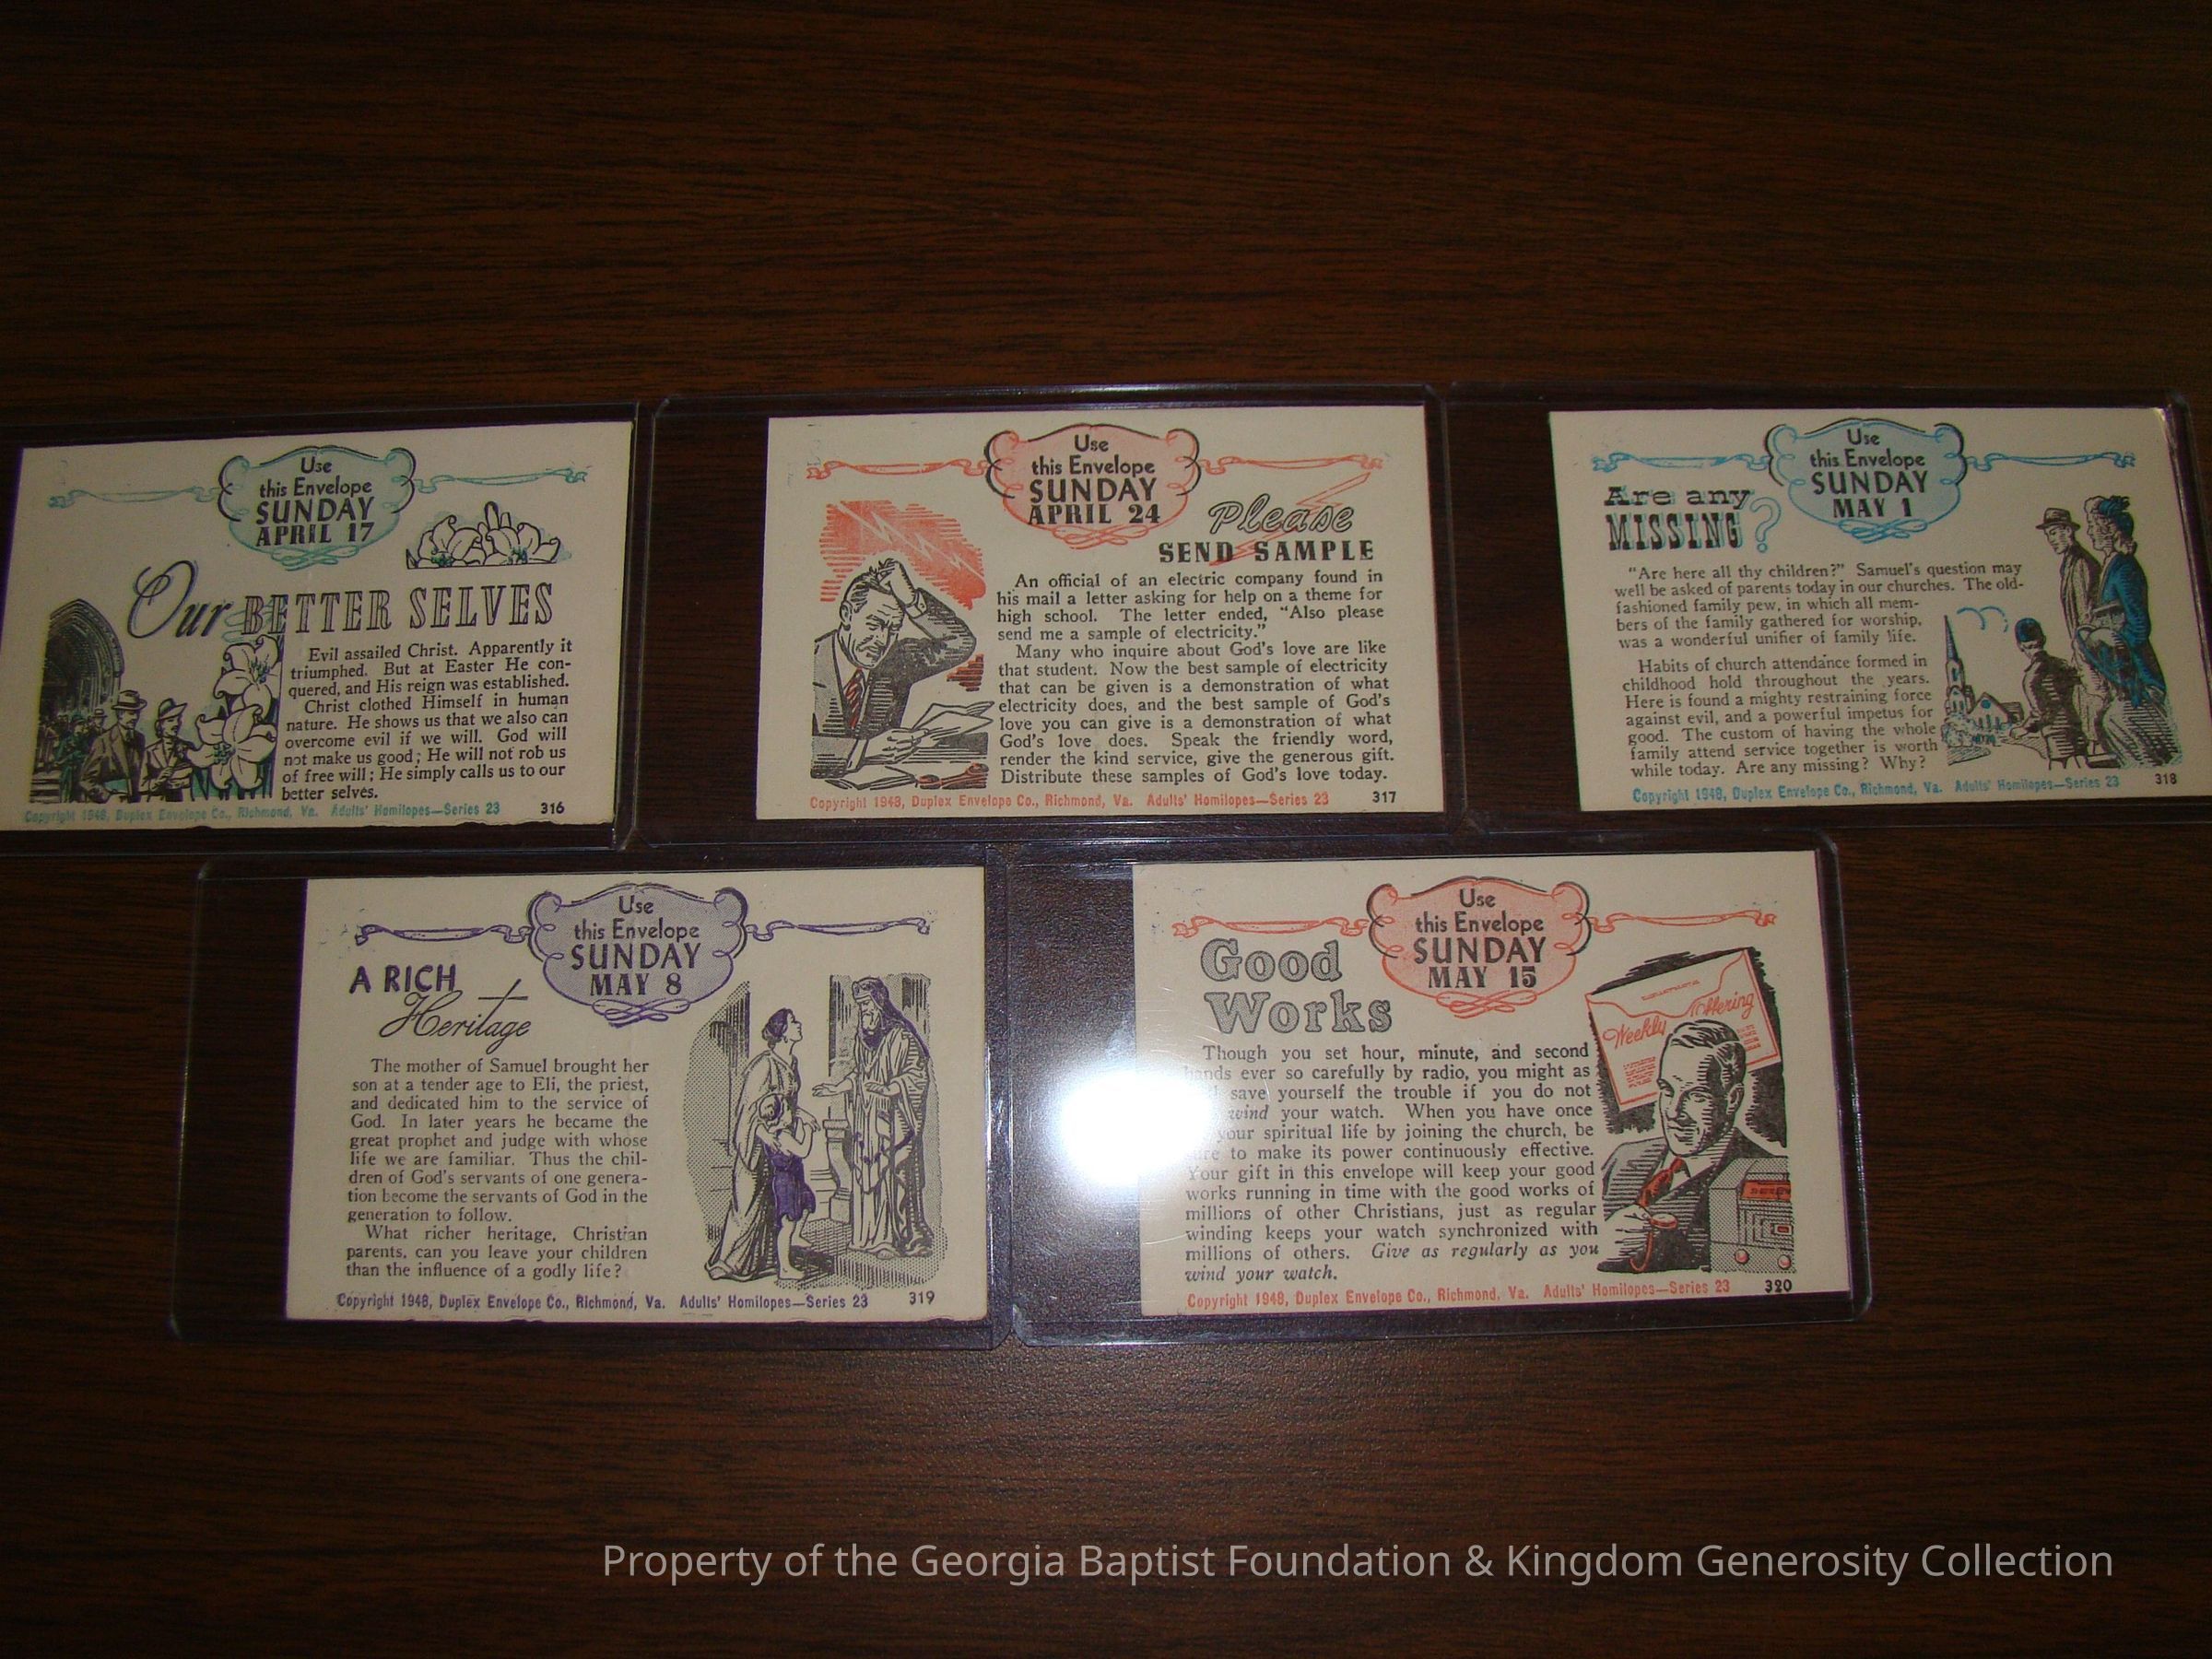 Use
this Envelope
SUNDAY
APRIL 17
Our BETTER SELVES
Evil assailed Christ. Apparently it
triumphed. But at Easter He con-
quered, and His reign was established.
Christ clothed Himself in human
nature. He shows us that we also can
overcome evil if we will. God will
not make us good; He will not rob us
of free will; He simply calls us to our
better selves.
Copyright 1948, Duplex Envelope Co., Richmond, Va. Adults' Homilopes—Series 23 316
Use
this Envelope
SUNDAY
APRIL 24
Please
SEND SAMPLE
An official of an electric company found in
his mail a letter asking for help on a theme for
high school. The letter ended, "Also please
send me a sample of electricity."
Many who inquire about God's love are like
that student. Now the best sample of electricity
that can be given is a demonstration of what
electricity does, and the best sample of God's
love you can give is a demonstration of what
God's love does. Speak the friendly word,
render the kind service, give the generous gift.
Distribute these samples of God's love today.
Copyright 1948, Duplex Envelope Co., Richmond, Va. Adults' Homilopes—Series 23 317
Use
this Envelope
SUNDAY
MAY 1
Are any
MISSING?
"Are here all thy children?" Samuel's question may
well be asked of parents today in our churches. The old-
fashioned family pew, in which all mem-
bers of the family gathered for worship,
was a wonderful unifier of family life.
Habits of church attendance formed in
childhood hold throughout the years.
Here is found a mighty restraining force
against evil, and a powerful impetus for
good. The custom of having the whole
family attend service together is worth
while today. Are any missing? Why?
Copyright 1948, Duplex Envelope Co., Richmond, Va. Adults' Homilopes—Series 23 318
Use
this Envelope
SUNDAY
MAY 8
A RICH
Heritage
The mother of Samuel brought her
son at a tender age to Eli, the priest,
and dedicated him to the service of
God. In later years he became the
great prophet and judge with whose
life we are familiar. Thus the chil-
dren of God's servants of one genera-
tion become the servants of God in the
generation to follow.
What richer heritage, Christian
parents, can you leave your children
than the influence of a godly life?
Copyright 1948, Duplex Envelope Co., Richmond, Va. Adults' Homilopes—Series 23 319
Use
this Envelope
SUNDAY
MAY 15
Good
Works
Weekly Offering
Though you set hour, minute, and second
hands ever so carefully by radio, you might as
save yourself the trouble if you do not
wind your watch. When you have once
your spiritual life by joining the church, be
sure to make its power continuously effective.
Your gift in this envelope will keep your good
works running in time with the good works of
millions of other Christians, just as regular
winding keeps your watch synchronized with
millions of others. Give as regularly as you
wind your watch.
Copyright 1948, Duplex Envelope Co., Richmond, Va. Adults' Homilopes—Series 23 320
Property of the Georgia Baptist Foundation & Kingdom Generosity Collection